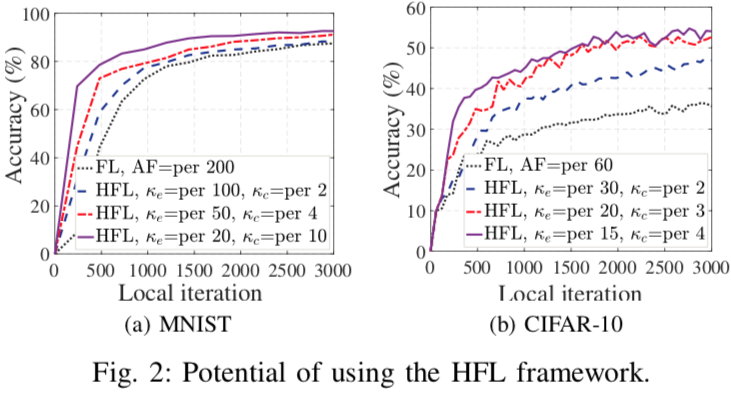 100
80
60
40
20
0
Accuracy (%)
FL, AF=per 200
HFL, κe=per 100, κc=per 2
HFL, κe=per 50, κc=per 4
HFL, κe=per 20, κc=per 10
0 500 1000 1500 2000 2500 3000
Local iteration
(a) MNIST
60
50
40
30
20
10
0
Accuracy (%)
FL, AF=per 60
HFL, κe=per 30, κc=per 2
HFL, κe=per 20, κc=per 3
HFL, κe=per 15, κc=per 4
0 500 1000 1500 2000 2500 3000
Local iteration
(b) CIFAR-10
Fig. 2: Potential of using the HFL framework.